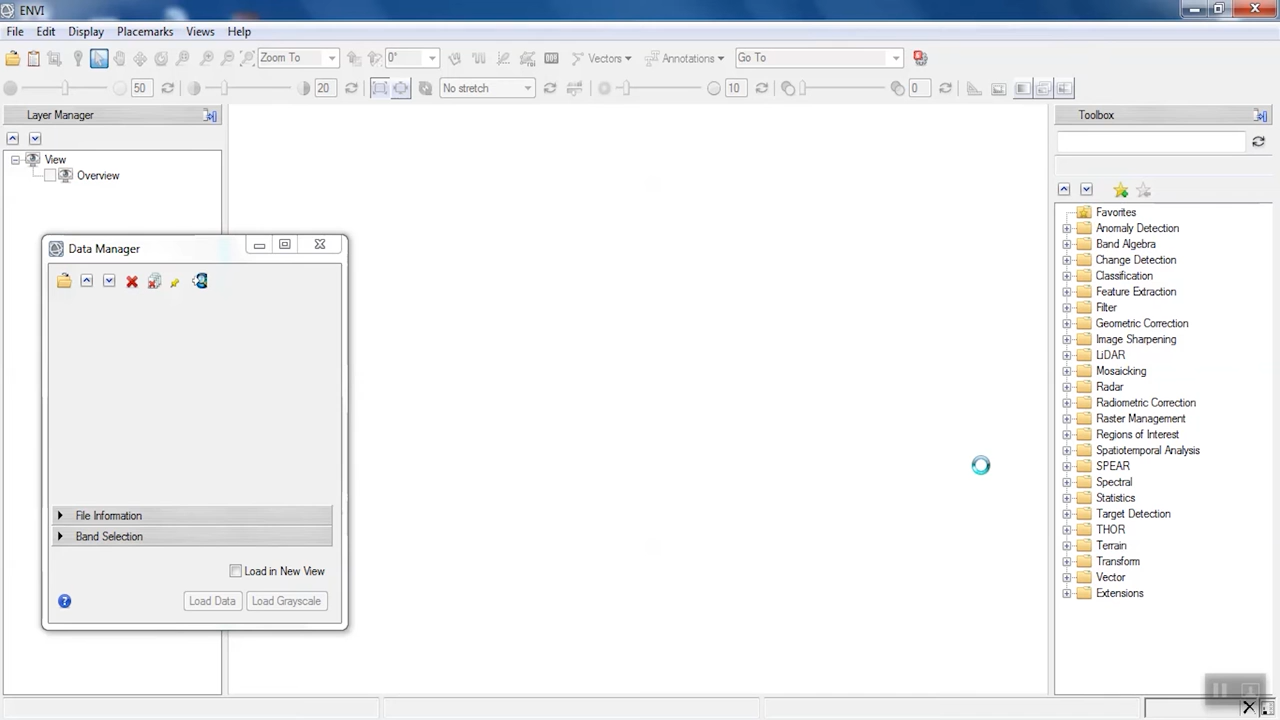 ENVI
File Edit Display Placemarks Views Help
Zoom To 0° Vectors Annotations Go To
50 20 No stretch 10 0
Layer Manager
View
Overview
Data Manager
File Information
Band Selection
Load in New View
Load Data Load Grayscale
Toolbox
Favorites
Anomaly Detection
Band Algebra
Change Detection
Classification
Feature Extraction
Filter
Geometric Correction
Image Sharpening
LiDAR
Mosaicking
Radar
Radiometric Correction
Raster Management
Regions of Interest
Spatiotemporal Analysis
SPEAR
Spectral
Statistics
Target Detection
THOR
Terrain
Transform
Vector
Extensions